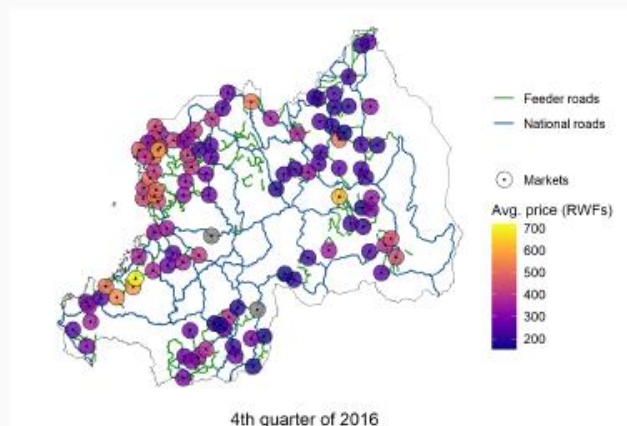 Feeder roads
National roads
Markets
Avg. price (RWFs)
700
600
500
400
300
200
4th quarter of 2016